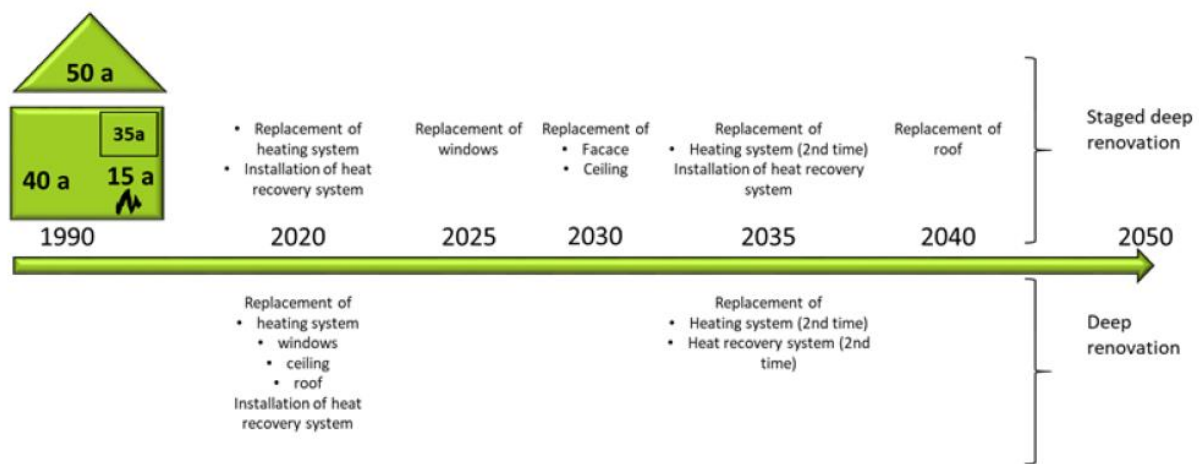 50 a
35a
40 a
15 a
• Replacement of
heating system
• Installation of heat
recovery system
Replacement of
windows
Replacement of
• Facace
• Ceiling
Replacement of
• Heating system (2nd time)
Installation of heat recovery
system
Replacement of
roof
Staged deep
renovation
1990
2020
2025
2030
2035
2040
2050
Replacement of
• heating system
• windows
• ceiling
• roof
Installation of heat
recovery system
Replacement of
• Heating system (2nd time)
• Heat recovery system (2nd
time)
Deep
renovation